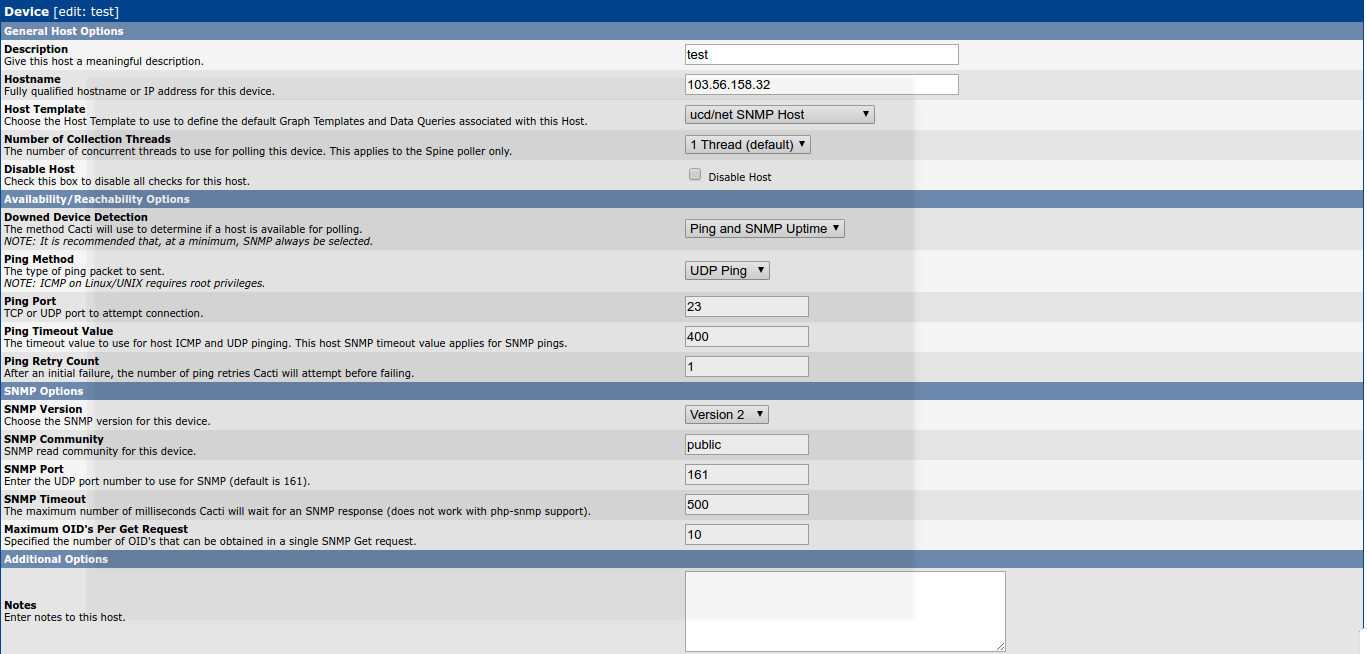 Device [edit: test]
General Host Options
Description
Give this host a meaningful description.
test
Hostname
Fully qualified hostname or IP address for this device.
103.56.158.32
Host Template
Choose the Host Template to use to define the default Graph Templates and Data Queries associated with this Host.
ucd/net SNMP Host
Number of Collection Threads
The number of concurrent threads to use for polling this device. This applies to the Spine poller only.
1 Thread (default)
Disable Host
Check this box to disable all checks for this host.
Disable Host
Availability/Reachability Options
Downed Device Detection
The method Cacti will use to determine if a host is available for polling.
NOTE: It is recommended that, at a minimum, SNMP always be selected.
Ping and SNMP Uptime
Ping Method
The type of ping packet to sent.
NOTE: ICMP on Linux/UNIX requires root privileges.
UDP Ping
Ping Port
TCP or UDP port to attempt connection.
23
Ping Timeout Value
The timeout value to use for host ICMP and UDP pinging. This host SNMP timeout value applies for SNMP pings.
400
Ping Retry Count
After an initial failure, the number of ping retries Cacti will attempt before failing.
1
SNMP Options
SNMP Version
Choose the SNMP version for this device.
Version 2
SNMP Community
SNMP read community for this device.
public
SNMP Port
Enter the UDP port number to use for SNMP (default is 161).
161
SNMP Timeout
The maximum number of milliseconds Cacti will wait for an SNMP response (does not work with php-snmp support).
500
Maximum OID's Per Get Request
Specified the number of OID's that can be obtained in a single SNMP Get request.
10
Additional Options
Notes
Enter notes to this host.